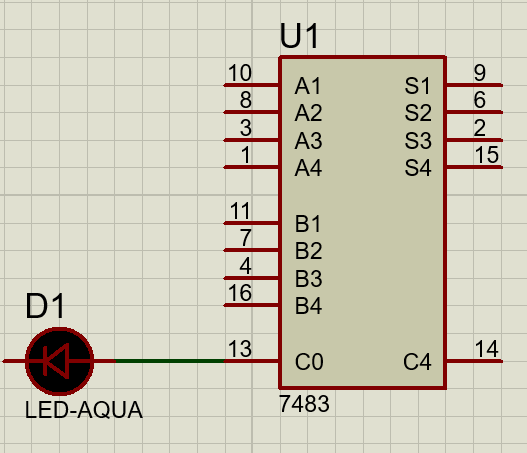 U1
10 A1 S1 9
8 A2 S2 6
3 A3 S3 2
1 A4 S4 15
11 B1
7 B2
4 B3
16 B4
D1
13 C0 C4 14
LED-AQUA
7483